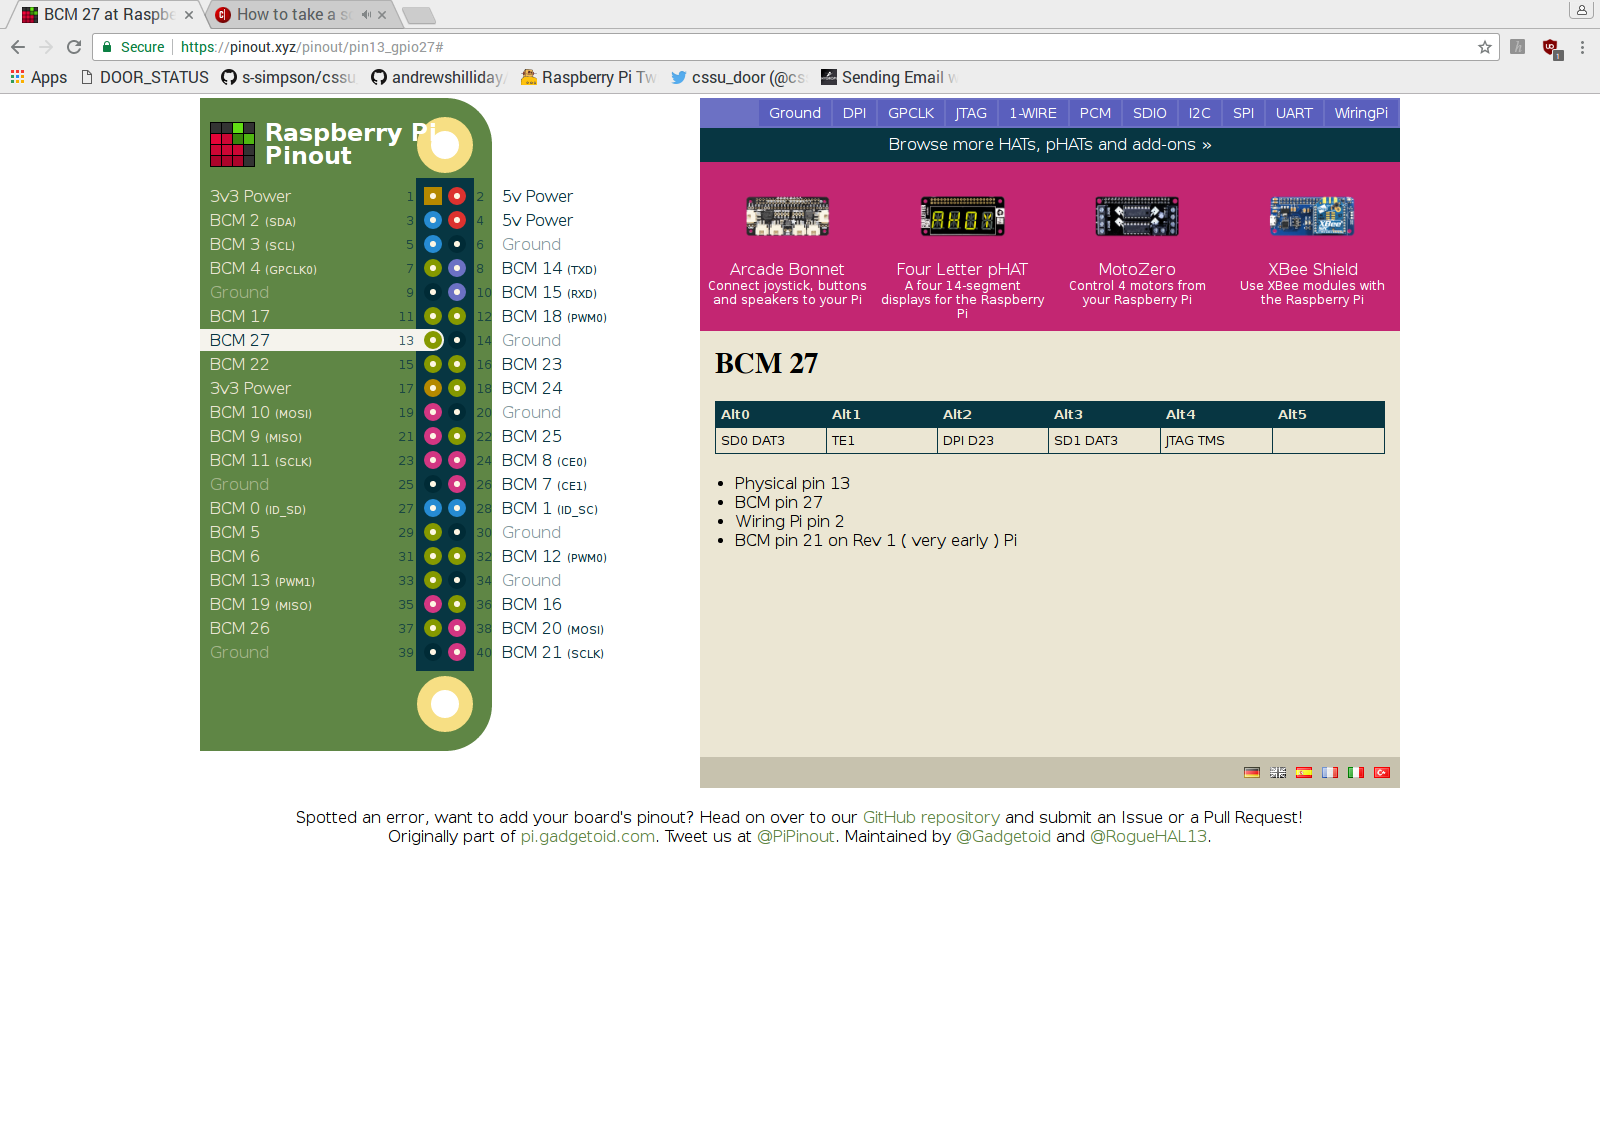 BCM 27 at Raspbe
How to take a s
Secure https://pinout.xyz/pinout/pin13_gpio27#
Apps DOOR_STATUS s-simpson/cssu andrewshilliday/ Raspberry Pi Tw cssu_door (@cs Sending Email w
Raspberry Pi
Pinout
3v3 Power 1 2 5v Power
BCM 2 (SDA) 3 4 5v Power
BCM 3 (SCL) 5 6 Ground
BCM 4 (GPCLK0) 7 8 BCM 14 (TXD)
Ground 9 10 BCM 15 (RXD)
BCM 17 11 12 BCM 18 (PWM0)
BCM 27 13 14 Ground
BCM 22 15 16 BCM 23
3v3 Power 17 18 BCM 24
BCM 10 (MOSI) 19 20 Ground
BCM 9 (MISO) 21 22 BCM 25
BCM 11 (SCLK) 23 24 BCM 8 (CE0)
Ground 25 26 BCM 7 (CE1)
BCM 0 (ID_SD) 27 28 BCM 1 (ID_SC)
BCM 5 29 30 Ground
BCM 6 31 32 BCM 12 (PWM0)
BCM 13 (PWM1) 33 34 Ground
BCM 19 (MISO) 35 36 BCM 16
BCM 26 37 38 BCM 20 (MOSI)
Ground 39 40 BCM 21 (SCLK)
Ground DPI GPCLK JTAG 1-WIRE PCM SDIO I2C SPI UART WiringPi
Browse more HATs, pHATs and add-ons »
Arcade Bonnet
Connect joystick, buttons
and speakers to your Pi
Four Letter pHAT
A four 14-segment
displays for the Raspberry
Pi
MotoZero
Control 4 motors from
your Raspberry Pi
XBee Shield
Use XBee modules with
the Raspberry Pi
BCM 27
Alt0 Alt1 Alt2 Alt3 Alt4 Alt5
SD0 DAT3 TE1 DPI D23 SD1 DAT3 JTAG TMS
• Physical pin 13
• BCM pin 27
• Wiring Pi pin 2
• BCM pin 21 on Rev 1 ( very early ) Pi
Spotted an error, want to add your board's pinout? Head on over to our GitHub repository and submit an Issue or a Pull Request!
Originally part of pi.gadgetoid.com. Tweet us at @PiPinout. Maintained by @Gadgetoid and @RogueHAL13.